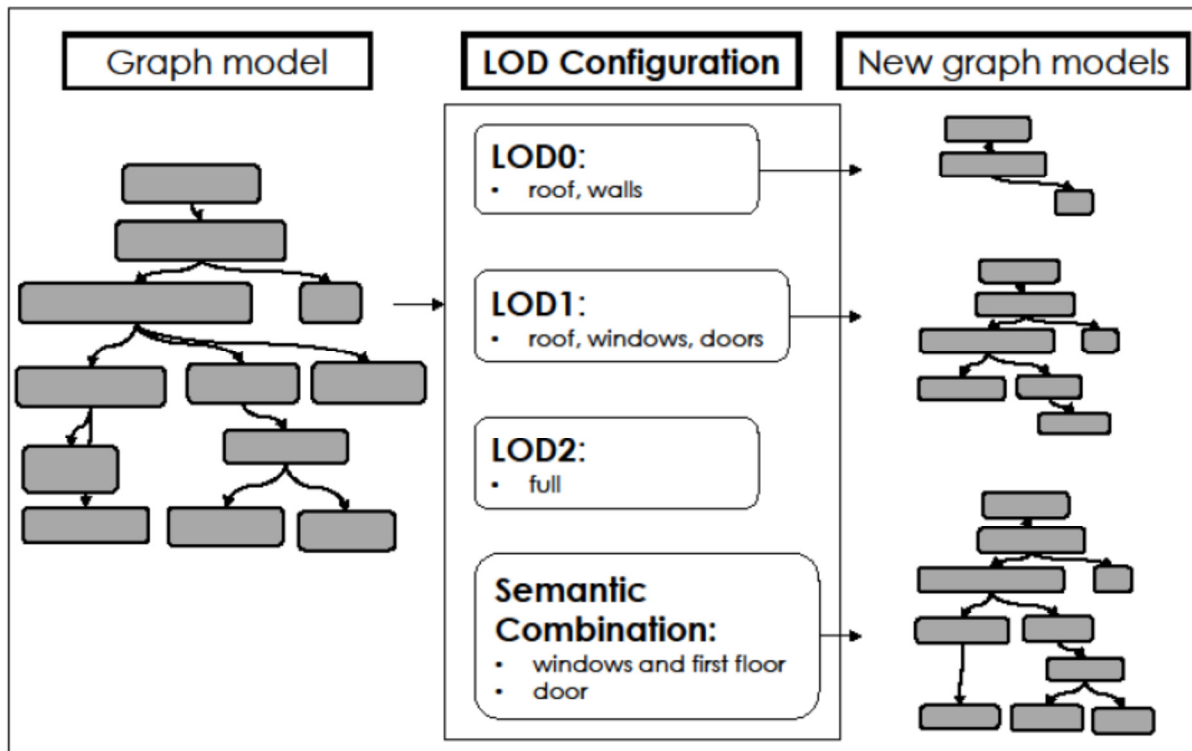 Graph model
LOD Configuration
New graph models
LOD0:
• roof, walls
LOD1:
• roof, windows, doors
LOD2:
• full
Semantic
Combination:
• windows and first floor
• door